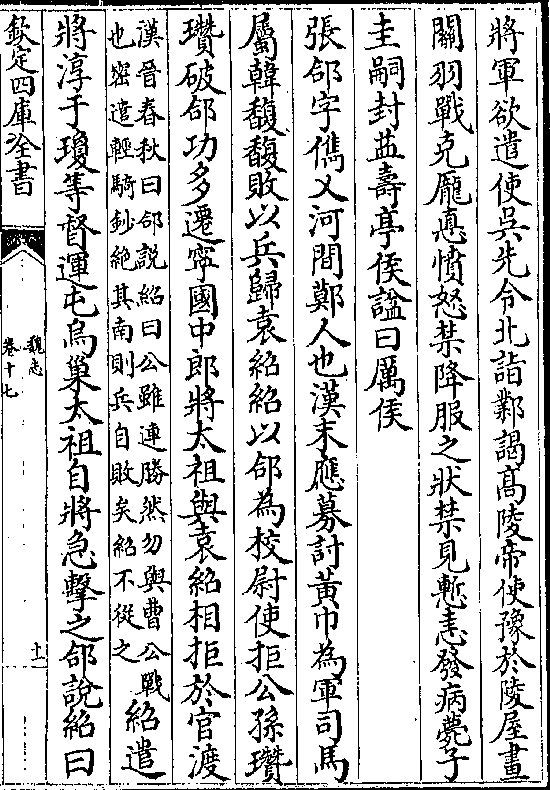 將軍欲遣使吳先令北詣鄴謁髙陵帝使豫於陵屋畫
關羽戰克龎悳憤怒禁降服之狀禁見慙恚發病薨子
圭嗣封益壽亭侯諡曰厲侯
張郃字儁乂河間鄚人也漢末應募討黄巾為軍司馬
屬韓馥馥敗以兵歸袁紹紹以郃為校尉使拒公孫瓚
瓚破郃功多遷寧國中郎將太祖與袁紹相拒於官渡
漢晉春秋曰郃說紹曰公雖連勝然勿與曹公戰
也密遣輕騎鈔絶其南則兵自敗矣紹不從之
紹遣
將淳于瓊等督運屯烏巢太祖自將急擊之郃說紹曰
欽定四庫全書
魏志
卷十七
十一